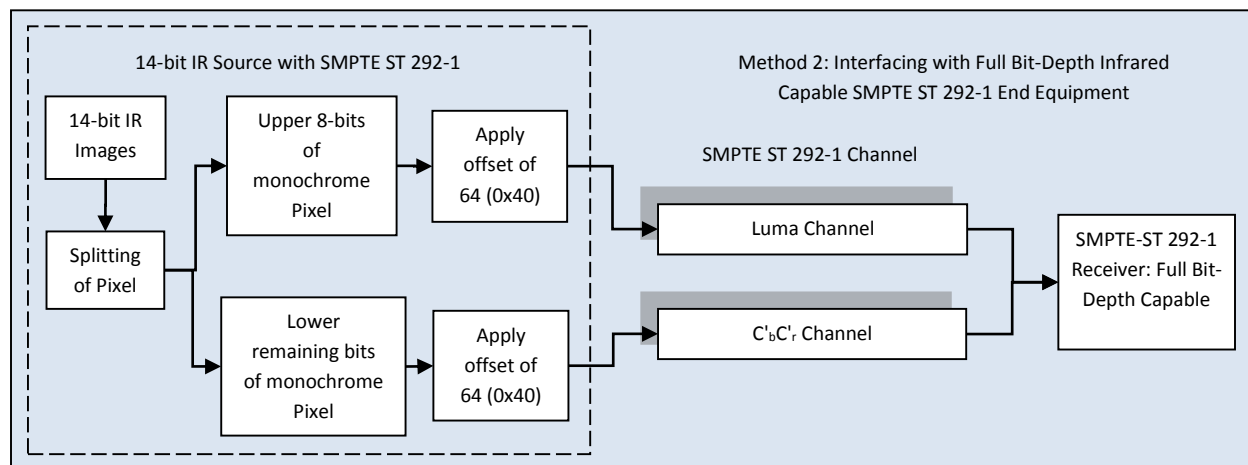 14-bit IR Source with SMPTE ST 292-1
Method 2: Interfacing with Full Bit-Depth Infrared
Capable SMPTE ST 292-1 End Equipment
14-bit IR
Images
Upper 8-bits
of
monochrome
Pixel
Apply
offset of
64 (0x40)
SMPTE ST 292-1 Channel
Splitting
of Pixel
Luma Channel
SMPTE-ST 292-1
Receiver: Full Bit-
Depth Capable
Lower
remaining bits
of monochrome
Pixel
Apply
offset of
64 (0x40)
C'bC'r Channel